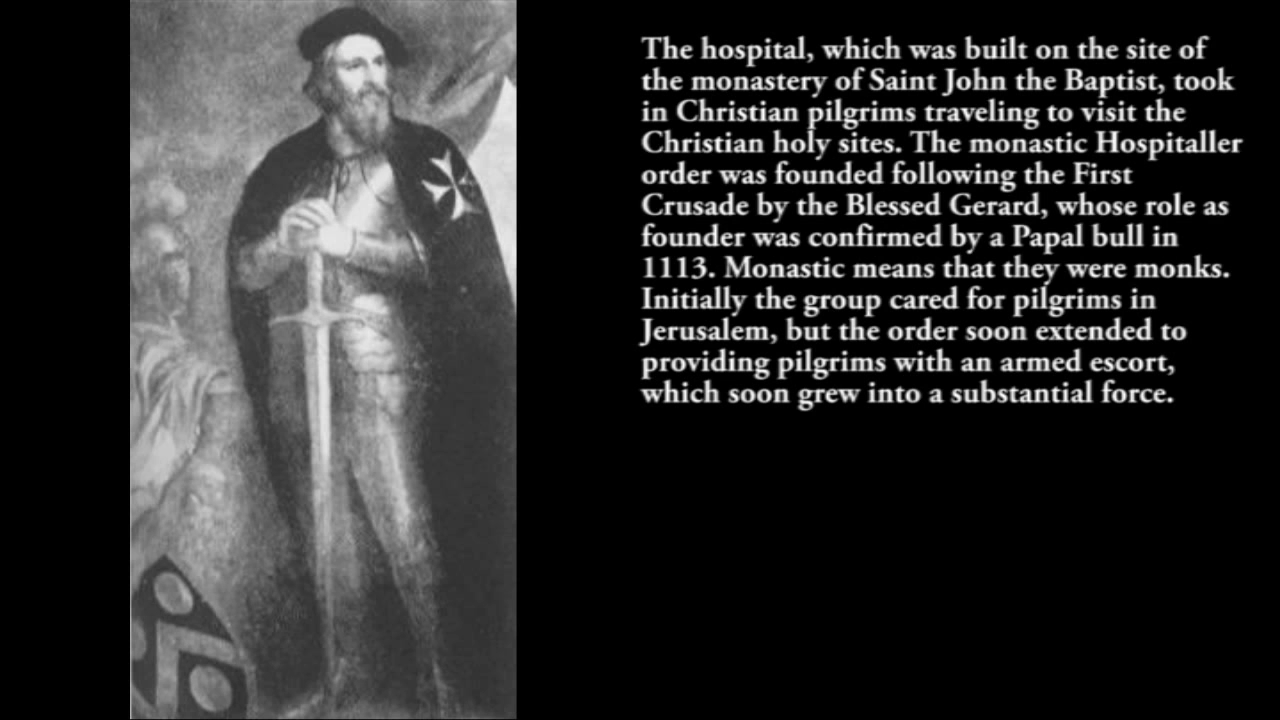 The hospital, which was built on the site of
the monastery of Saint John the Baptist, took
in Christian pilgrims traveling to visit the
Christian holy sites. The monastic Hospitaller
order was founded following the First
Crusade by the Blessed Gerard, whose role as
founder was confirmed by a Papal bull in
1113. Monastic means that they were monks.
Initially the group cared for pilgrims in
Jerusalem, but the order soon extended to
providing pilgrims with an armed escort,
which soon grew into a substantial force.